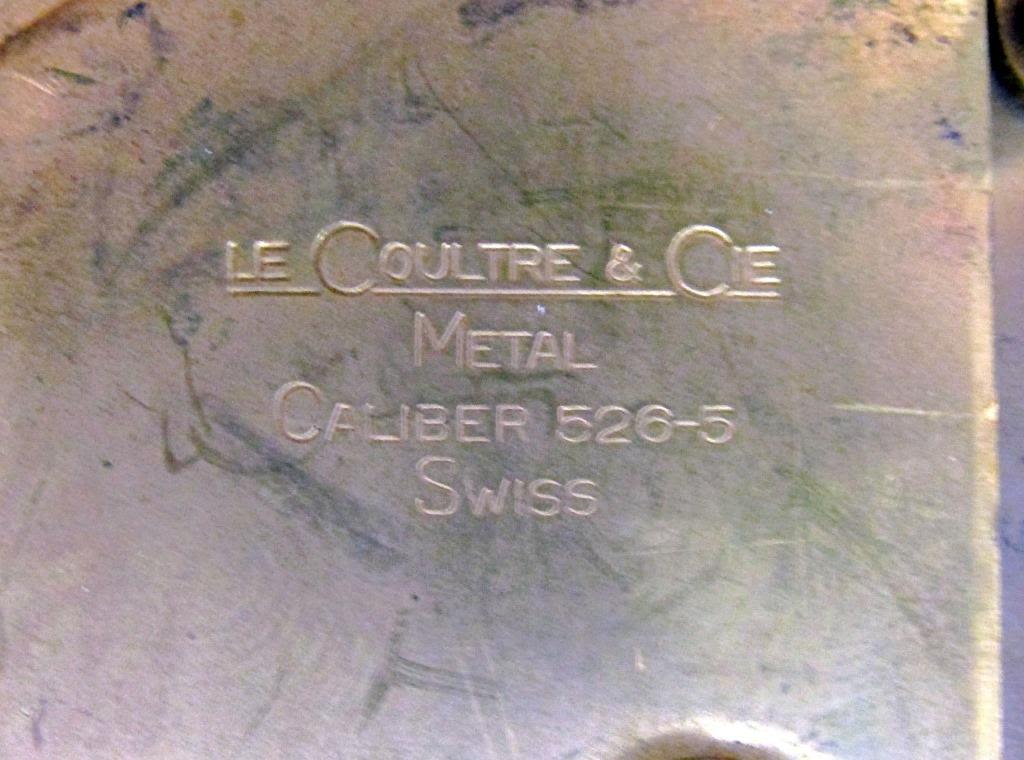 LE COULTRE & CIE
METAL
CALIBER 526-5
SWISS